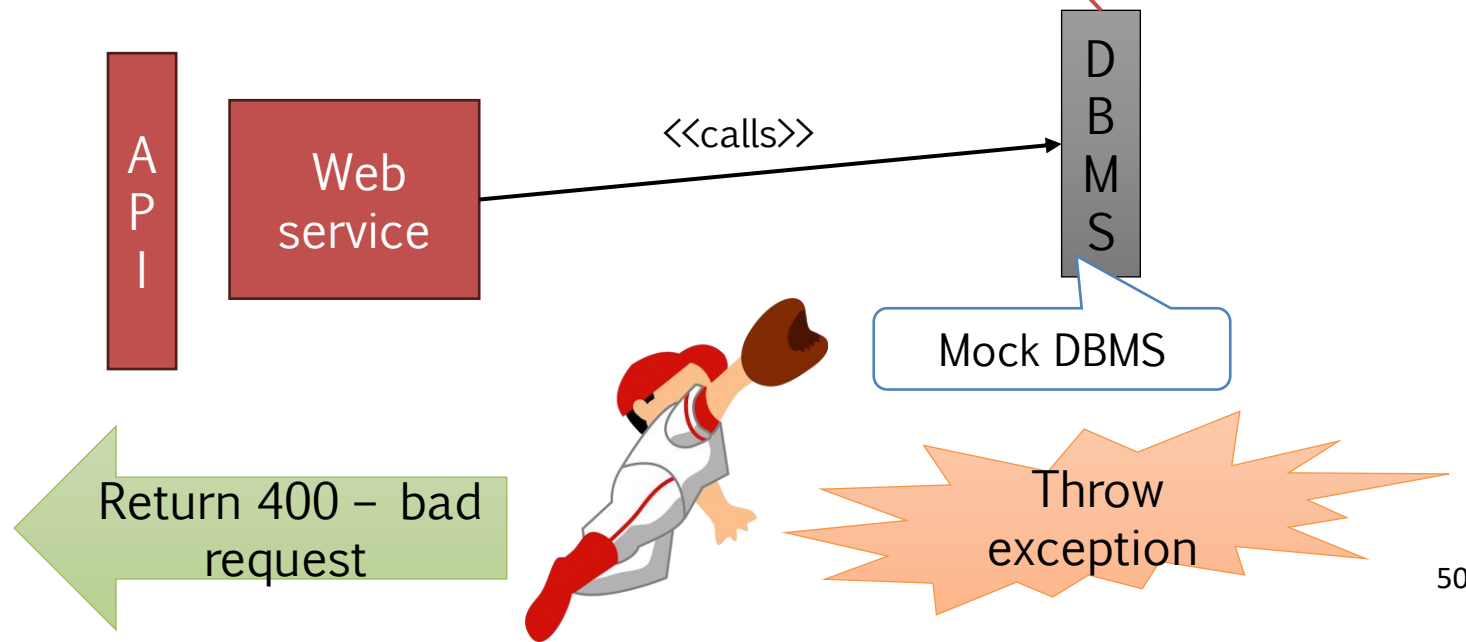 A
P
I
Web
service
<<calls>>
D
B
M
S
Mock DBMS
Return 400 – bad
request
Throw
exception
50